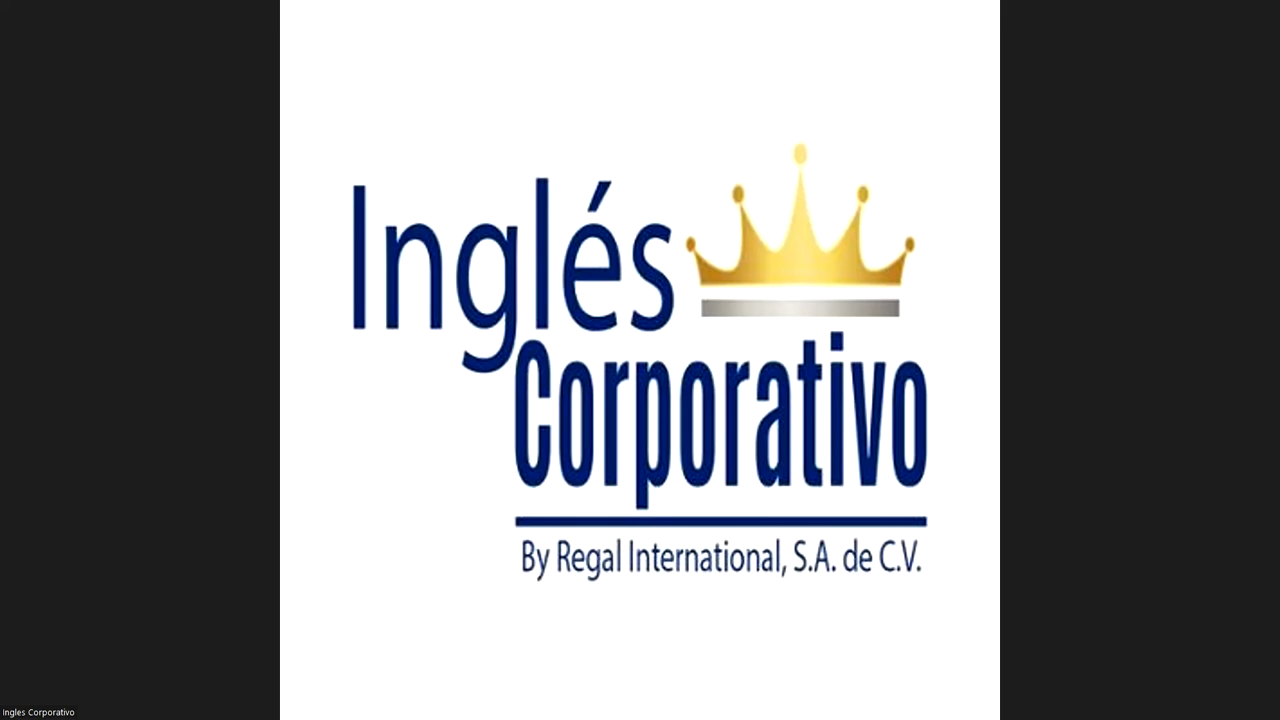 Inglés
Corporativo
By Regal International, S.A. de C.V.
Ingles Corporativo